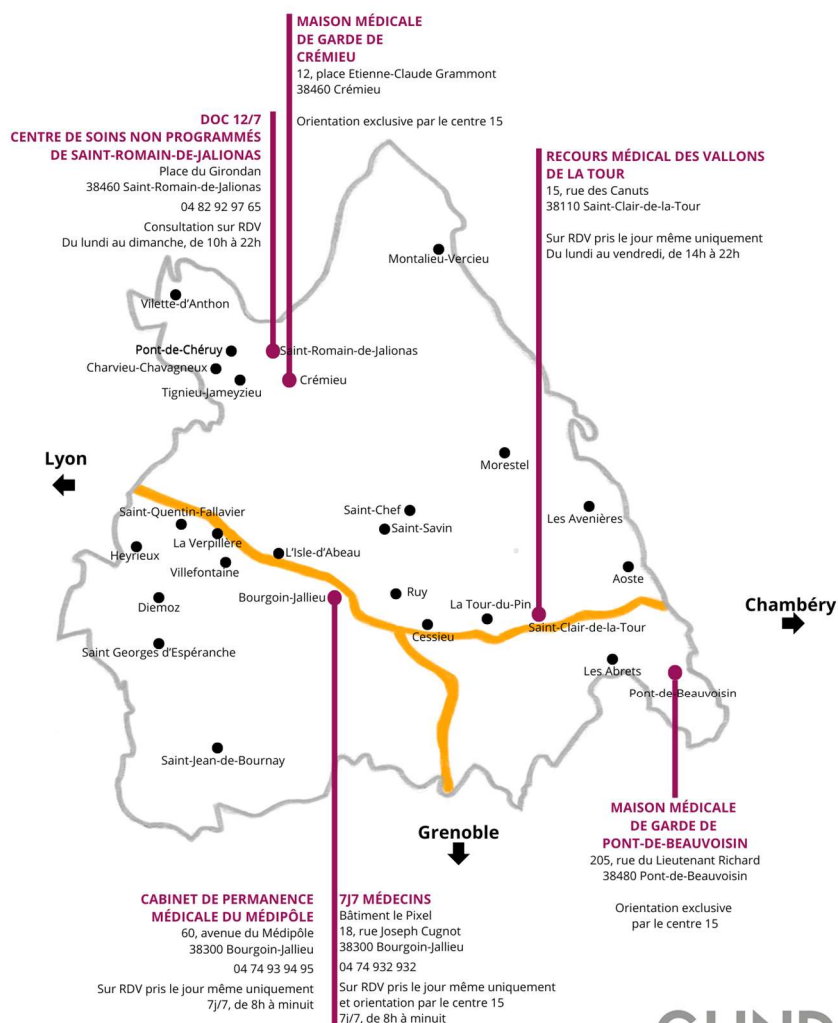 MAISON MÉDICALE
DE GARDE DE
CRÉMIEU
12, place Etienne-Claude Grammont
38460 Crémieu
Orientation exclusive par le centre 15
DOC 12/7
CENTRE DE SOINS NON PROGRAMMÉS
DE SAINT-ROMAIN-DE-JALIONAS
Place du Girondan
38460 Saint-Romain-de-Jalionas
04 82 92 97 65
Consultation sur RDV
Du lundi au dimanche, de 10h à 22h
RECOURS MÉDICAL DES VALLONS
DE LA TOUR
15, rue des Canuts
38110 Saint-Clair-de-la-Tour
Sur RDV pris le jour même uniquement
Du lundi au vendredi, de 14h à 22h
Montalieu-Vercieu
Vilette-d'Anthon
Pont-de-Chéruy
Saint-Romain-de-Jalionas
Charvieu-Chavagneux
Crémieu
Tignieu-Jameyzieu
Lyon
Morestel
Saint-Quentin-Fallavier
Saint-Chef
Les Avenières
Saint-Savin
La Verpillère
Heyrieux
L'Isle-d'Abeau
Villefontaine
Aoste
Ruy
Bourgoin-Jallieu
La Tour-du-Pin
Chambéry
Diemoz
Saint-Clair-de-la-Tour
Cessieu
Saint Georges d'Espéranche
Les Abrets
Pont-de-Beauvoisin
Saint-Jean-de-Bournay
Grenoble
MAISON MÉDICALE
DE GARDE DE
PONT-DE-BEAUVOISIN
205, rue du Lieutenant Richard
38480 Pont-de-Beauvoisin
Orientation exclusive
par le centre 15
CABINET DE PERMANENCE
MÉDICALE DU MÉDIPÔLE
60, avenue du Médipôle
38300 Bourgoin-Jallieu
04 74 93 94 95
Sur RDV pris le jour même uniquement
7j/7, de 8h à minuit
7J7 MÉDECINS
Bâtiment le Pixel
18, rue Joseph Cugnot
38300 Bourgoin-Jallieu
04 74 932 932
Sur RDV pris le jour même uniquement
et orientation par le centre 15
7j/7, de 8h à minuit